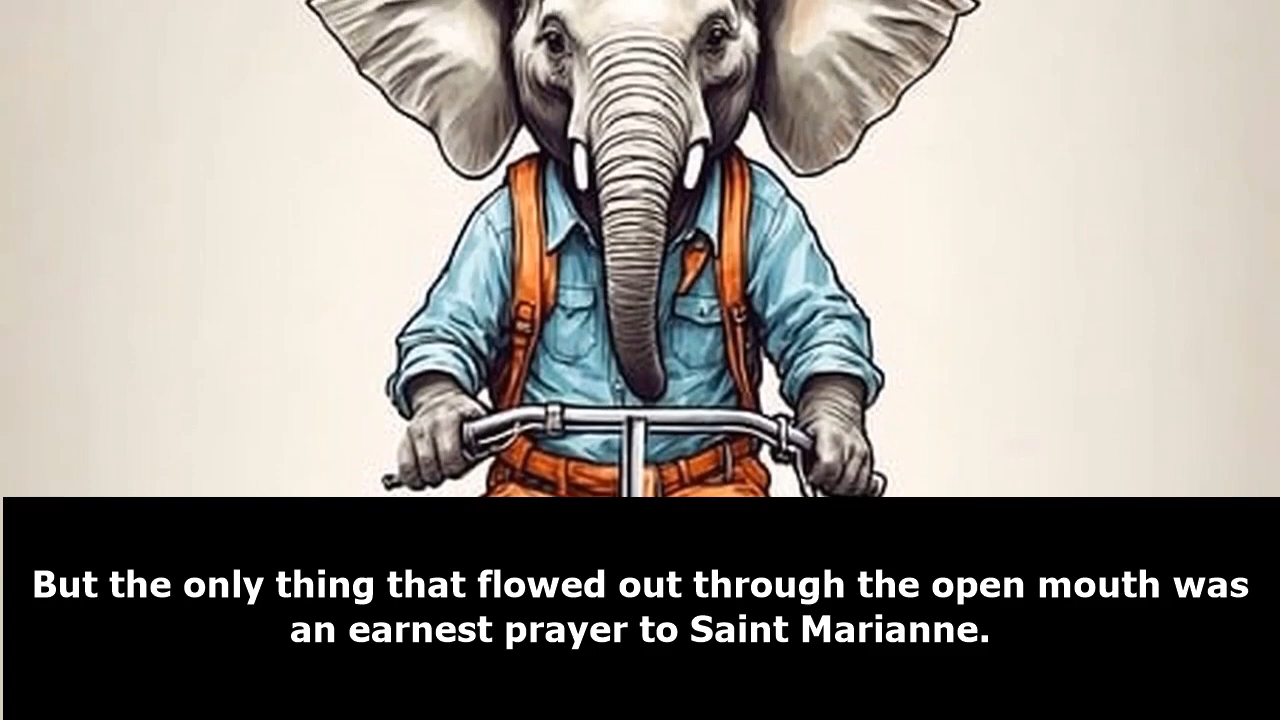 But the only thing that flowed out through the open mouth was
an earnest prayer to Saint Marianne.